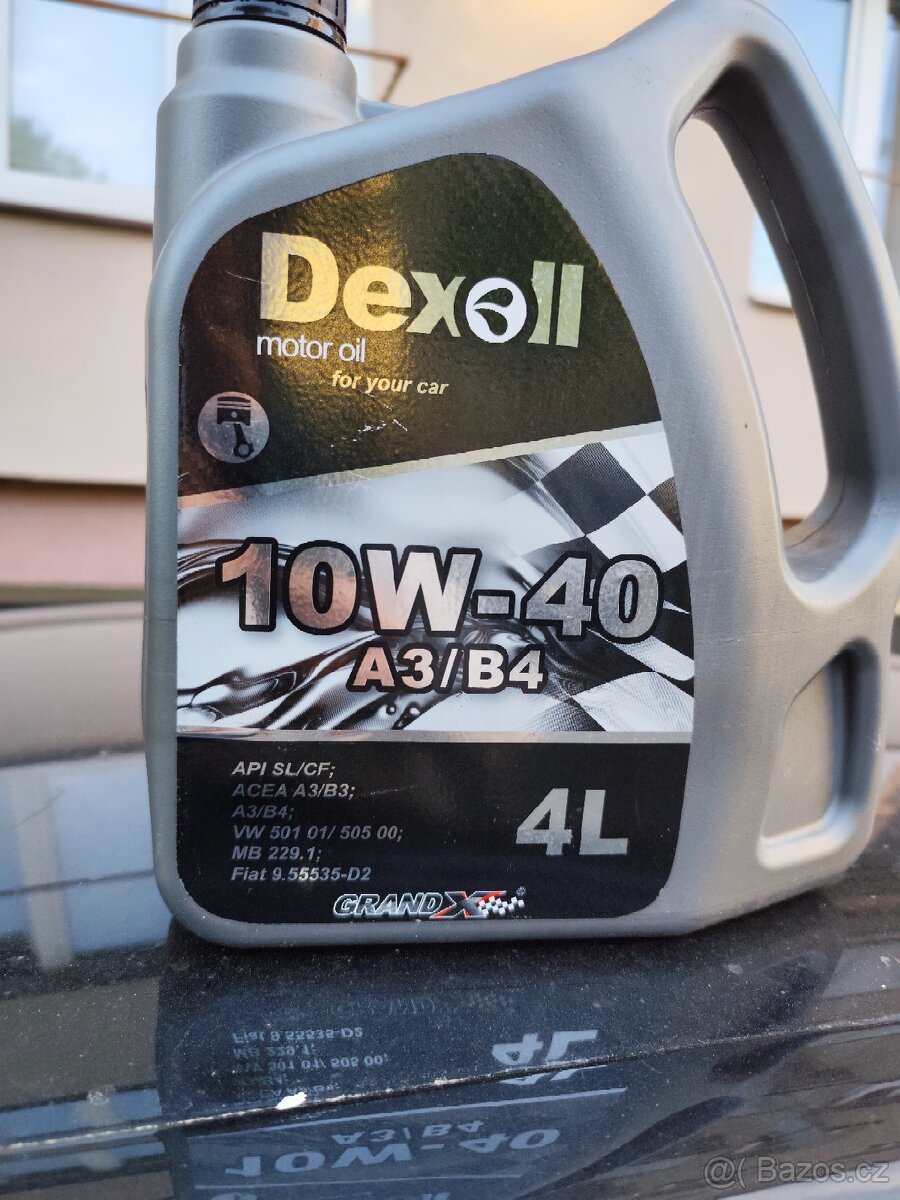 Dexoll
motor oil
for your car
10W-40
A3/B4
API SL/CF;
ACEA A3/B3;
A3/B4;
VW 501 01/ 505 00;
MB 229.1;
Fiat 9.55535-D2
4L
GRAND X®
@( Bazos.cz